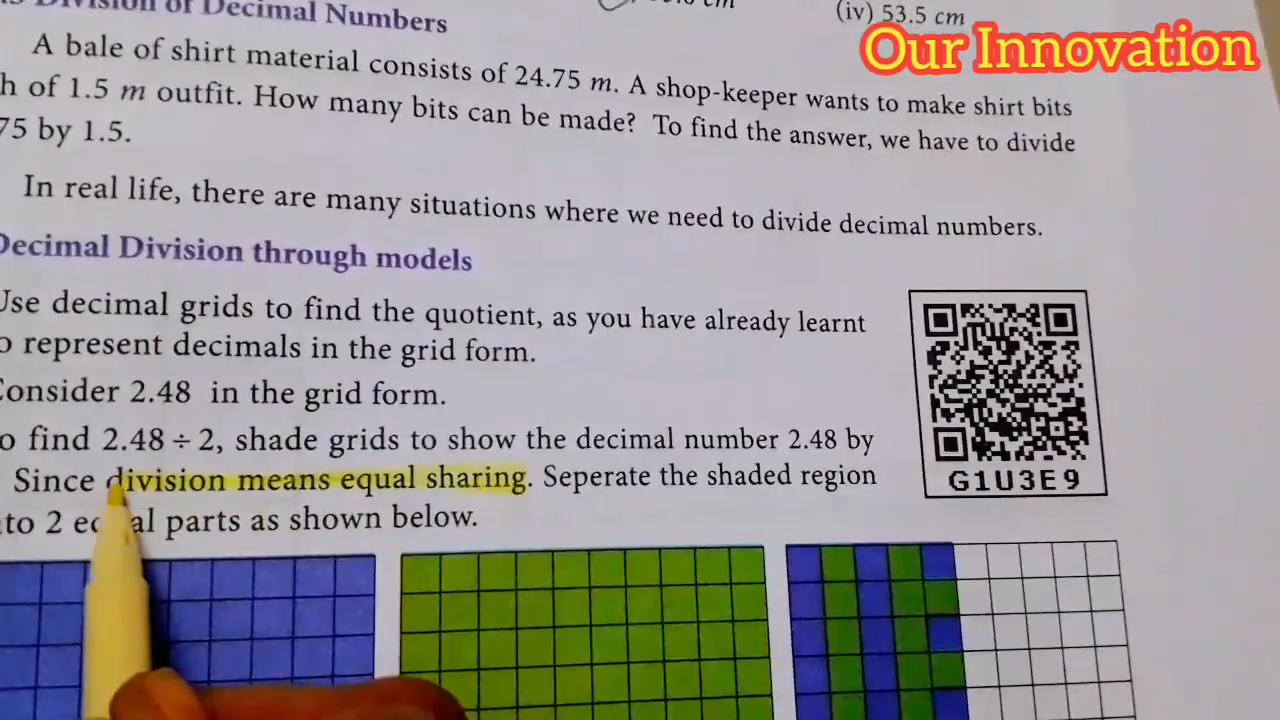 Division of Decimal Numbers
cm
(iv) 53.5 cm
Our Innovation
A bale of shirt material consists of 24.75 m. A shop-keeper wants to make shirt bits
h of 1.5 m outfit. How many bits can be made? To find the answer, we have to divide
75 by 1.5.
In real life, there are many situations where we need to divide decimal numbers.
Decimal Division through models
Use decimal grids to find the quotient, as you have already learnt
o represent decimals in the grid form.
Consider 2.48 in the grid form.
o find 2.48 ÷ 2, shade grids to show the decimal number 2.48 by
Since division means equal sharing. Seperate the shaded region
to 2 equal parts as shown below.
G1U3E9